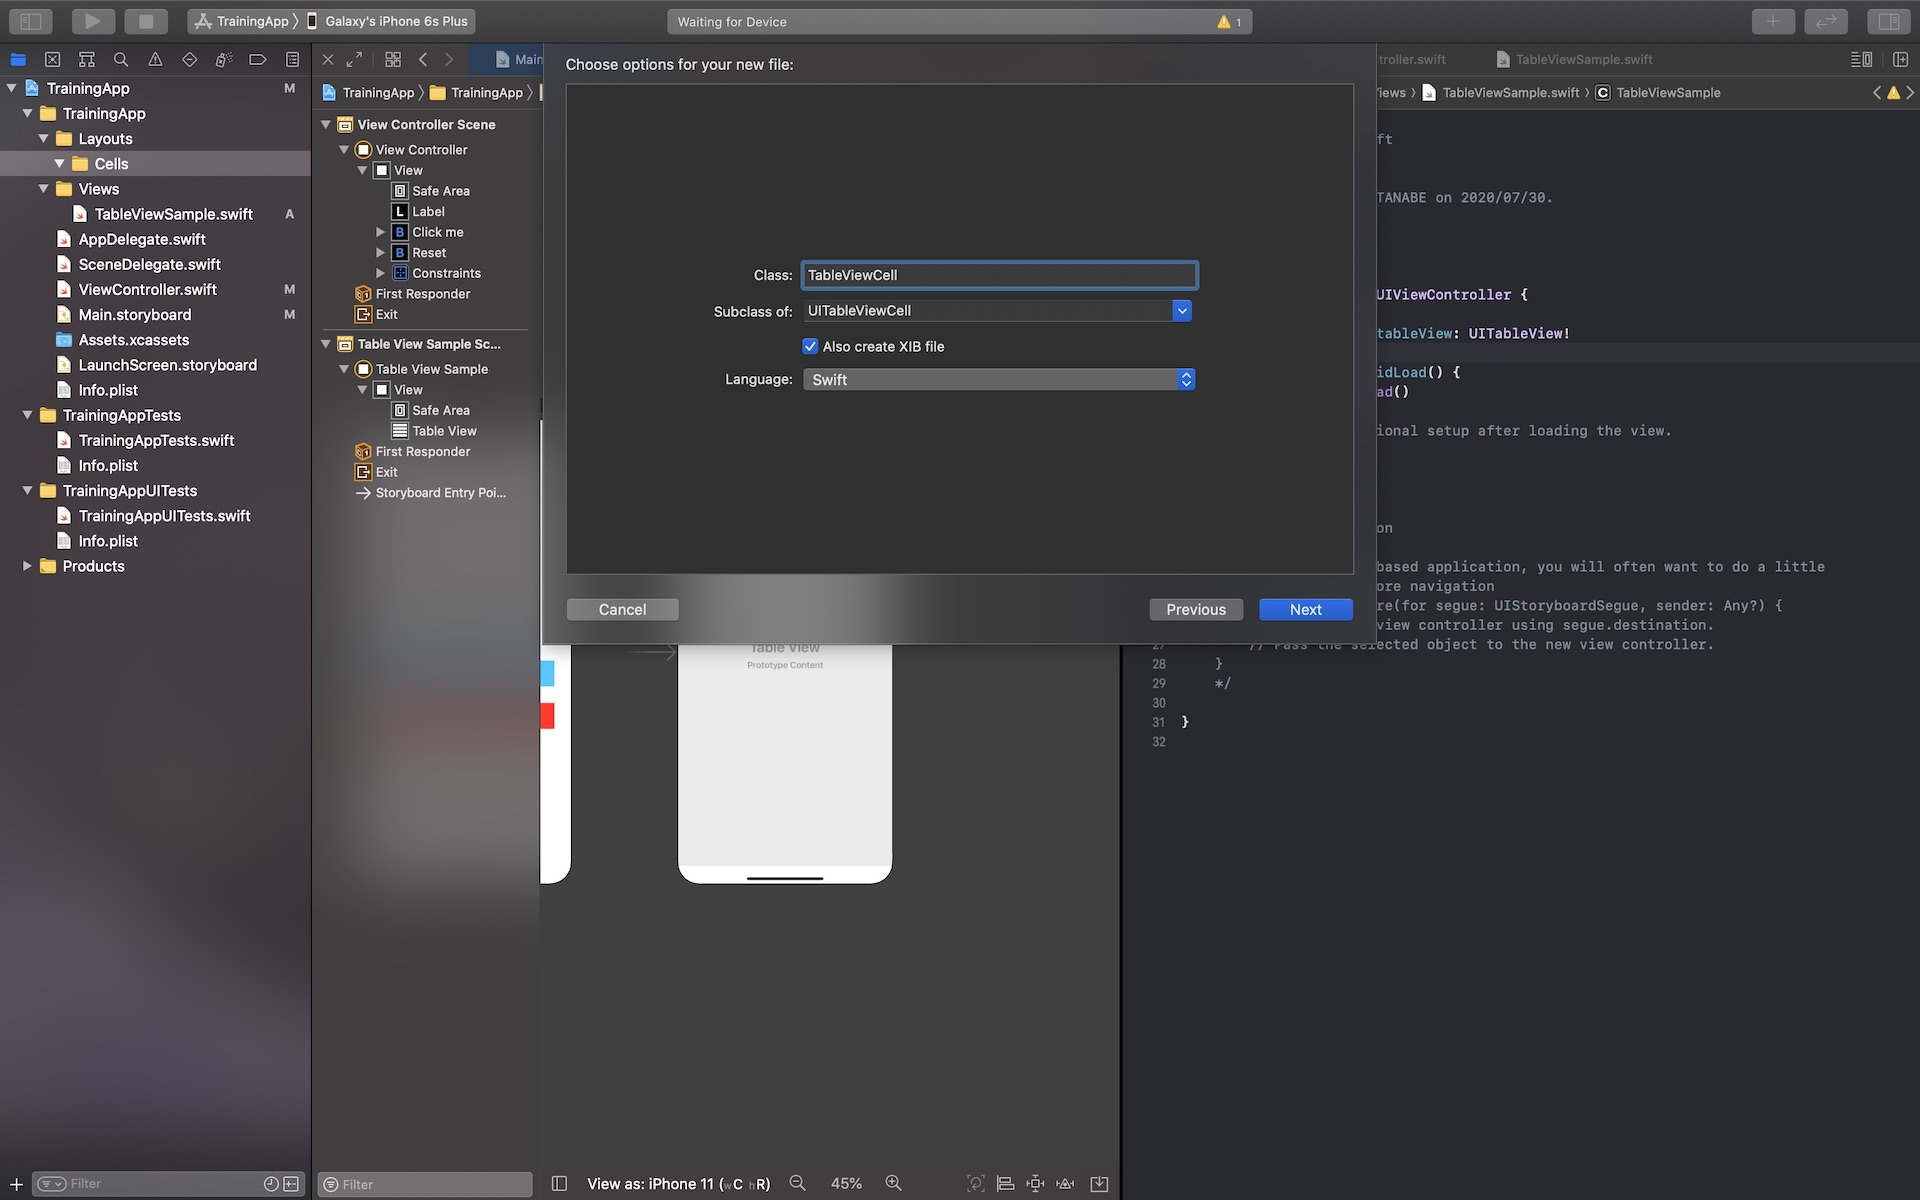 TrainingApp 〉 Galaxy's iPhone 6s Plus
Waiting for Device
1
TrainingApp M
TrainingApp
Layouts
Cells
Views
TableViewSample.swift A
AppDelegate.swift
SceneDelegate.swift
ViewController.swift M
Main.storyboard M
Assets.xcassets
LaunchScreen.storyboard
Info.plist
TrainingAppTests
TrainingAppTests.swift
Info.plist
TrainingAppUITests
TrainingAppUITests.swift
Info.plist
Products
Filter
Main
TrainingApp 〉 TrainingApp 〉
View Controller Scene
View Controller
View
Safe Area
L Label
B Click me
B Reset
Constraints
First Responder
Exit
Table View Sample Sc...
Table View Sample
View
Safe Area
Table View
First Responder
Exit
Storyboard Entry Poi...
Filter
Choose options for your new file:
Class: TableViewCell
Subclass of: UITableViewCell
Also create XIB file
Language: Swift
Cancel
Previous
Next
Table View
Prototype Content
View as: iPhone 11 (wC hR)
45%
troller.swift
TableViewSample.swift
iews 〉 TableViewSample.swift 〉 C TableViewSample
ft
TANABE on 2020/07/30.
UIViewController {
tableView: UITableView!
idLoad() {
ad()
ional setup after loading the view.
on
based application, you will often want to do a little
ore navigation
re(for segue: UIStoryboardSegue, sender: Any?) {
view controller using segue.destination.
27 // Pass the selected object to the new view controller.
28 }
29 */
30
31 }
32